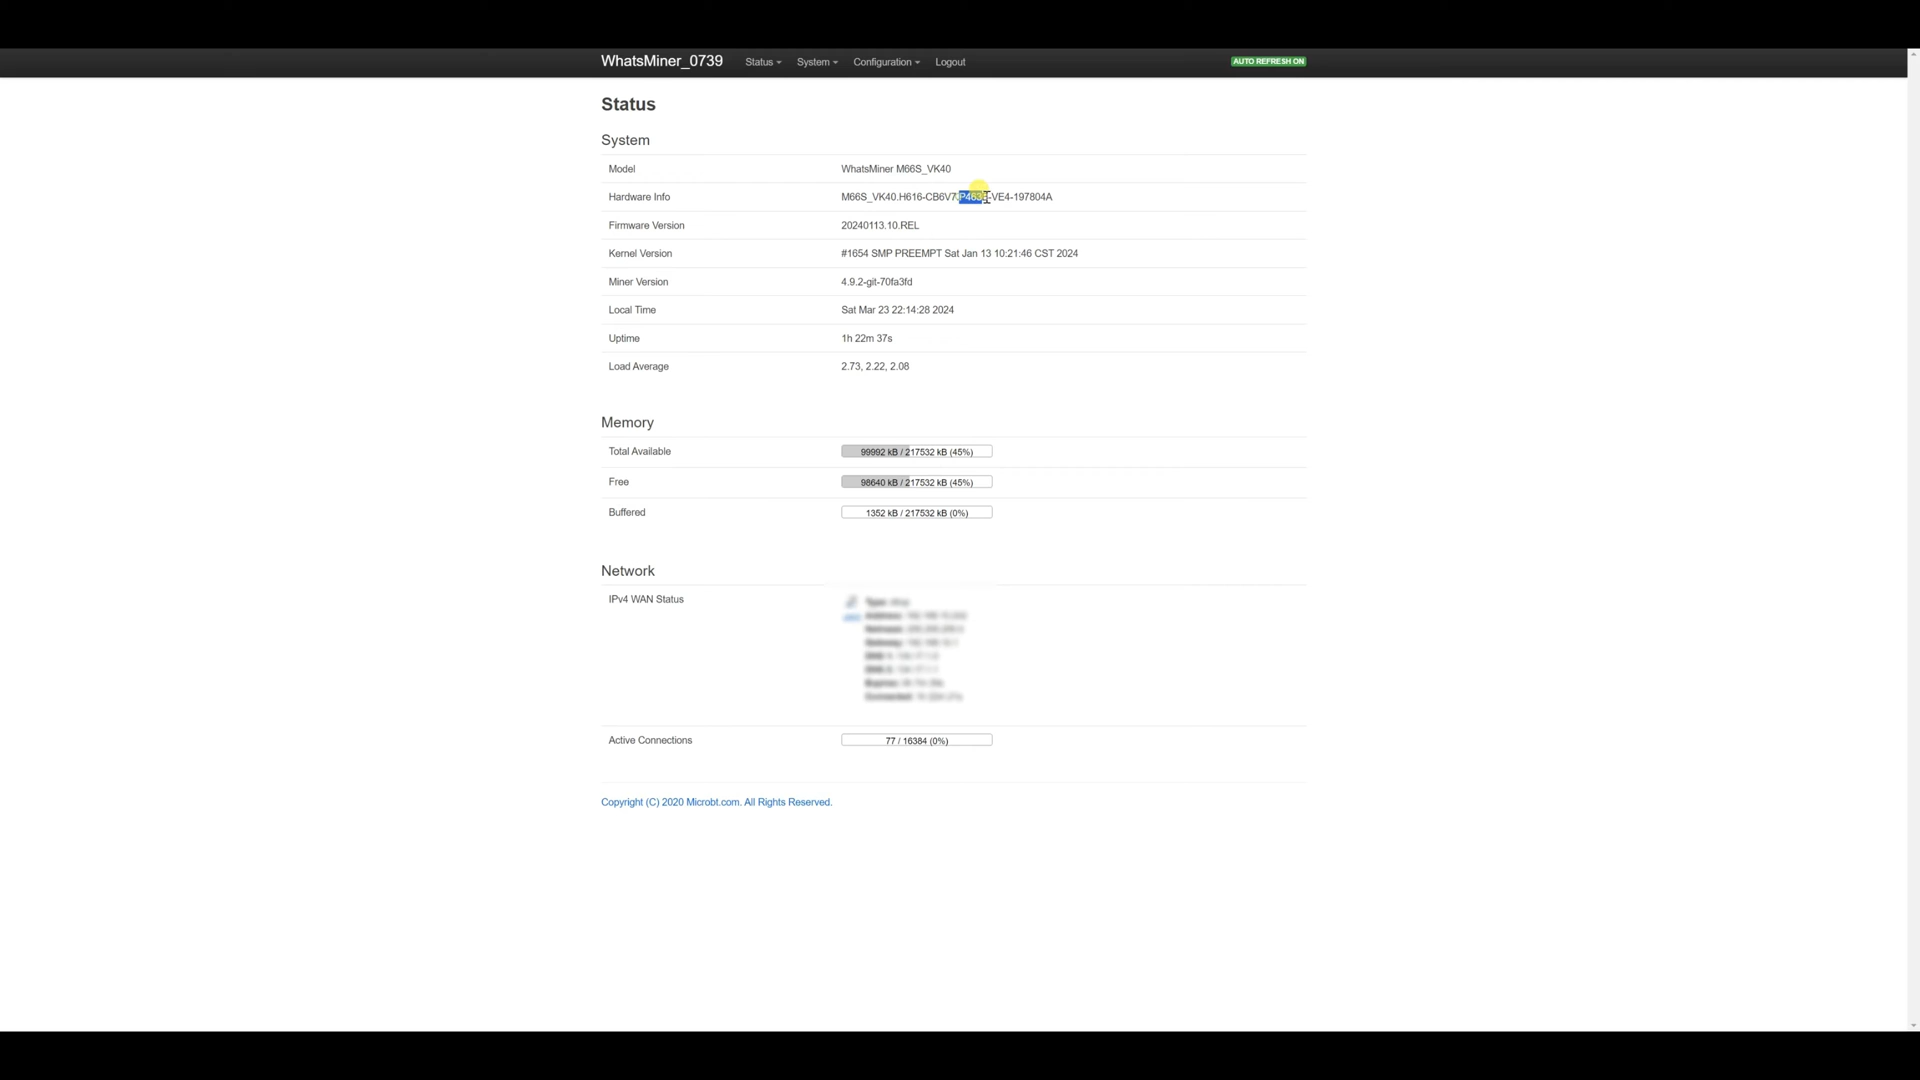 WhatsMiner_0739 Status System Configuration Logout AUTO REFRESH ON
Status
System
Model WhatsMiner M66S_VK40
Hardware Info M66S_VK40.H616-CB6V7
Firmware Version 20240113.10.REL
Kernel Version #1654 SMP PREEMPT Sat Jan 13 10:21:46 CST 2024
Miner Version 4.9.2-git-70fa3fd
Local Time Sat Mar 23 22:14:28 2024
Uptime 1h 22m 37s
Load Average 2.73, 2.22, 2.08
Memory
Total Available 99992 kB / 217532 kB (45%)
Free 98640 kB / 217532 kB (45%)
Buffered 1352 kB / 217532 kB (0%)
Network
IPv4 WAN Status
Active Connections 77 / 16384 (0%)
Copyright (C) 2020 Microbt.com. All Rights Reserved.